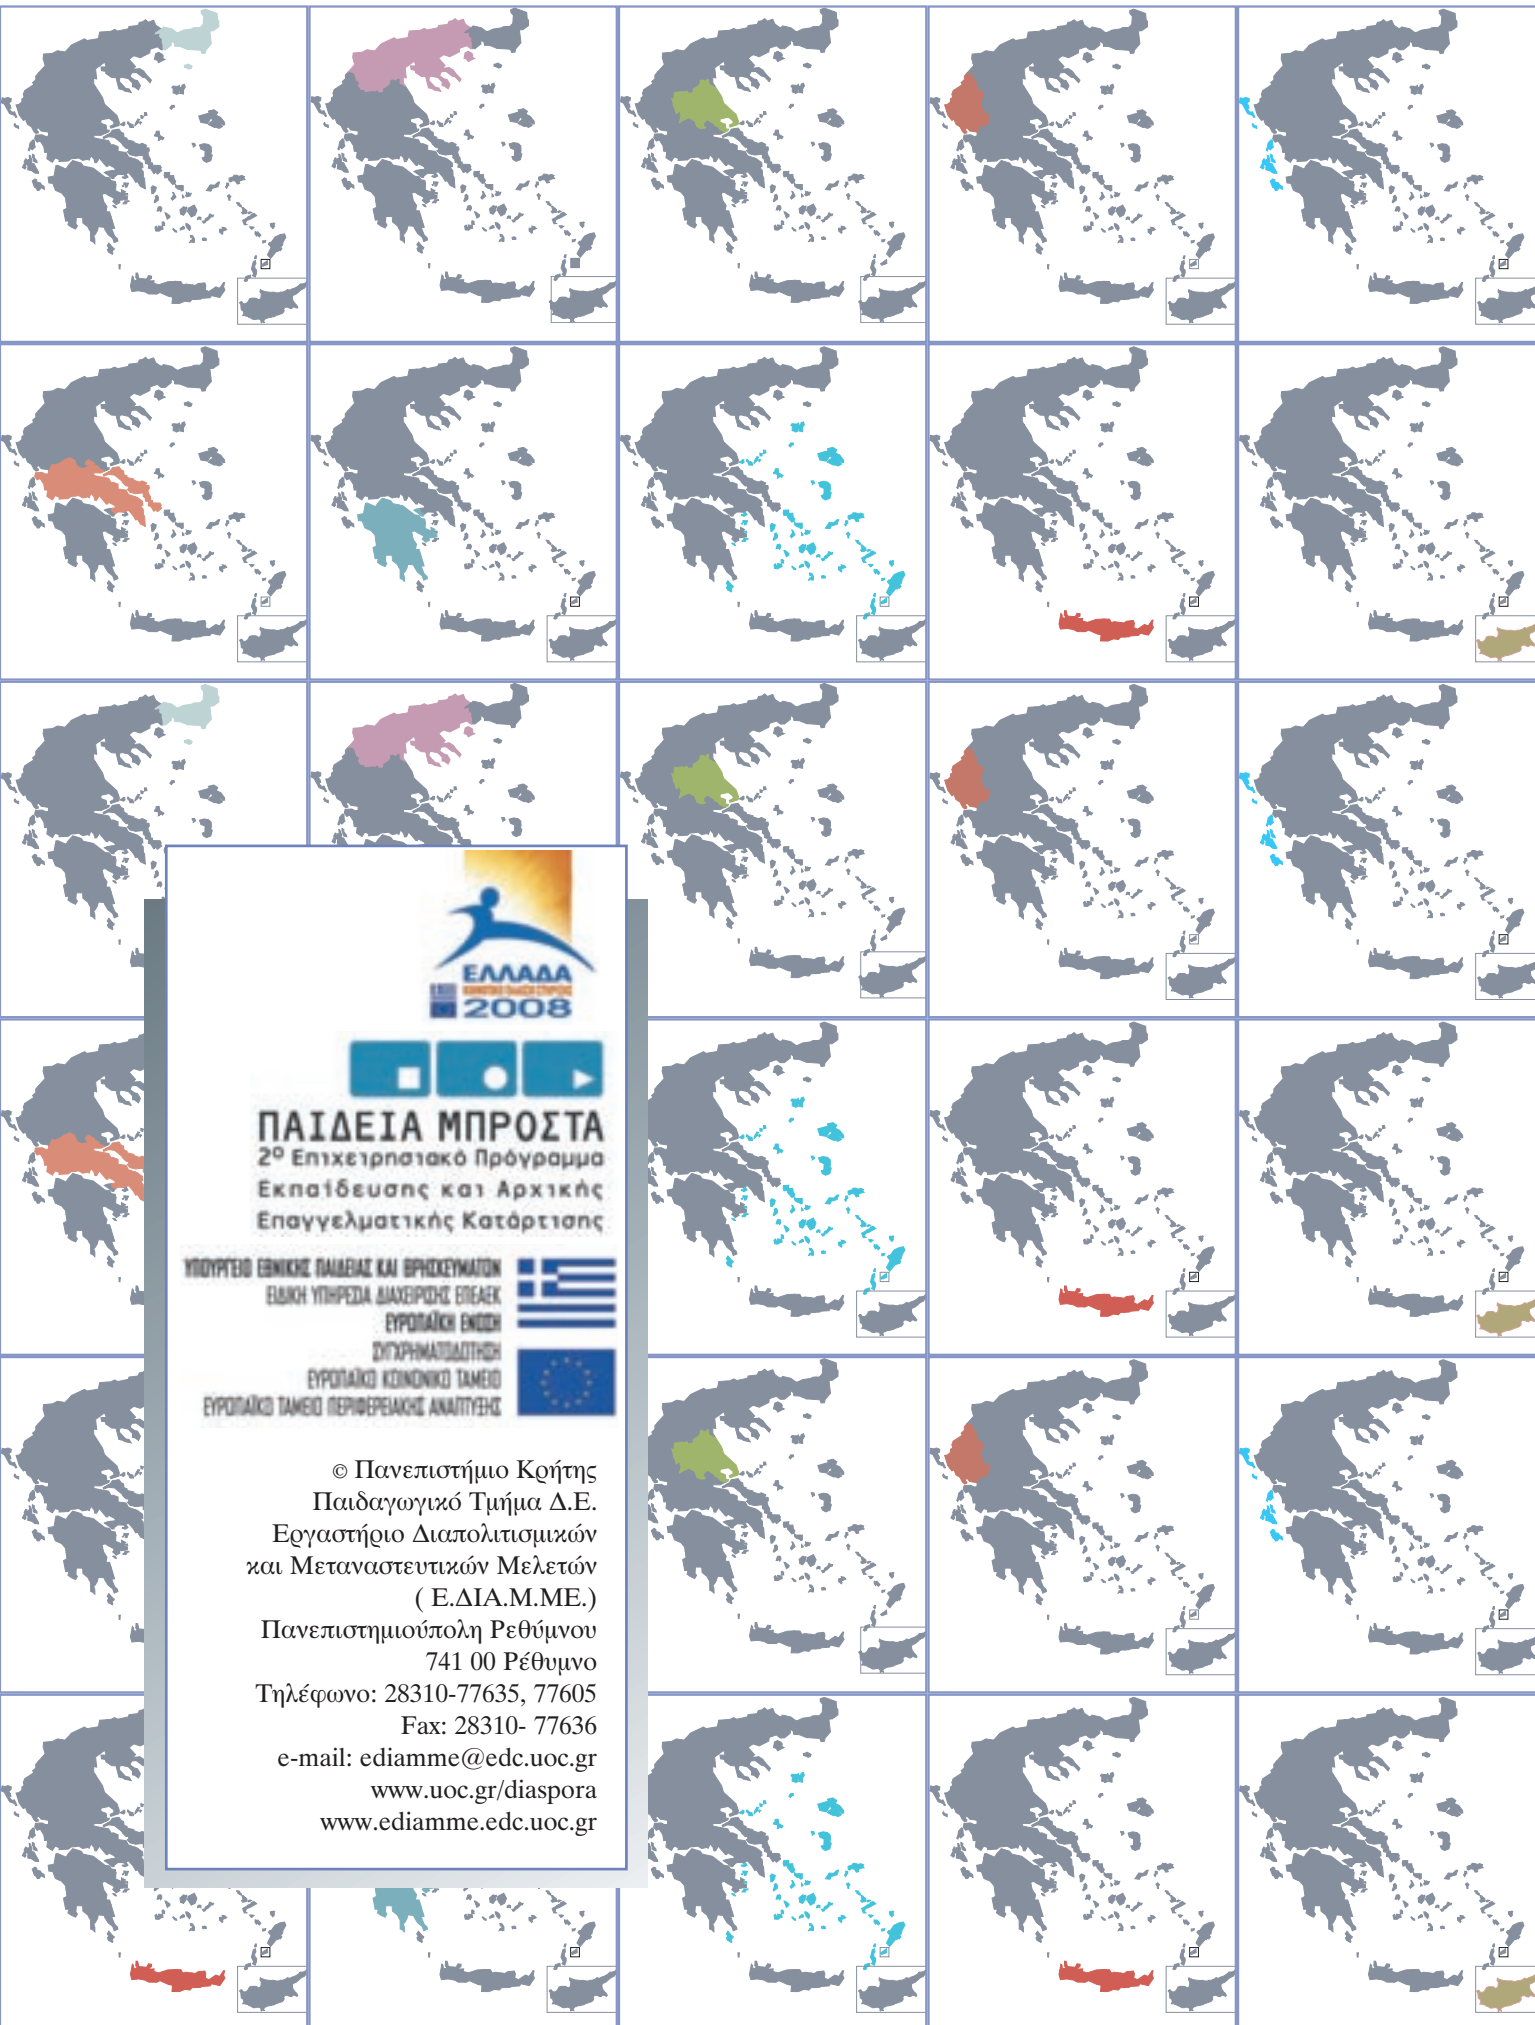 ΕΛΛΑΔΑ
2008
ΠΑΙΔΕΙΑ ΜΠΡΟΣΤΑ
2º Επιχειρησιακό Πρόγραμμα
Εκπαίδευσης και Αρχικής
Επαγγελματικής Κατάρτισης
ΥΠΟΥΡΓΕΙΟ ΕΘΝΙΚΗΣ ΠΑΙΔΕΙΑΣ ΚΑΙ ΘΡΗΣΚΕΥΜΑΤΩΝ
ΕΙΔΙΚΗ ΥΠΗΡΕΣΙΑ ΔΙΑΧΕΙΡΙΣΗΣ ΕΠΕΑΕΚ
ΕΥΡΩΠΑΪΚΗ ΕΝΩΣΗ
ΣΥΓΧΡΗΜΑΤΟΔΟΤΗΣΗ
ΕΥΡΩΠΑΪΚΟ ΚΟΙΝΩΝΙΚΟ ΤΑΜΕΙΟ
ΕΥΡΩΠΑΪΚΟ ΤΑΜΕΙΟ ΠΕΡΙΦΕΡΕΙΑΚΗΣ ΑΝΑΠΤΥΞΗΣ
© Πανεπιστήμιο Κρήτης
Παιδαγωγικό Τμήμα Δ.Ε.
Εργαστήριο Διαπολιτισμικών
και Μεταναστευτικών Μελετών
( Ε.ΔΙΑ.Μ.ΜΕ.)
Πανεπιστημιούπολη Ρεθύμνου
741 00 Ρέθυμνο
Τηλέφωνο: 28310-77635, 77605
Fax: 28310- 77636
e-mail: ediamme@edc.uoc.gr
www.uoc.gr/diaspora
www.ediamme.edc.uoc.gr